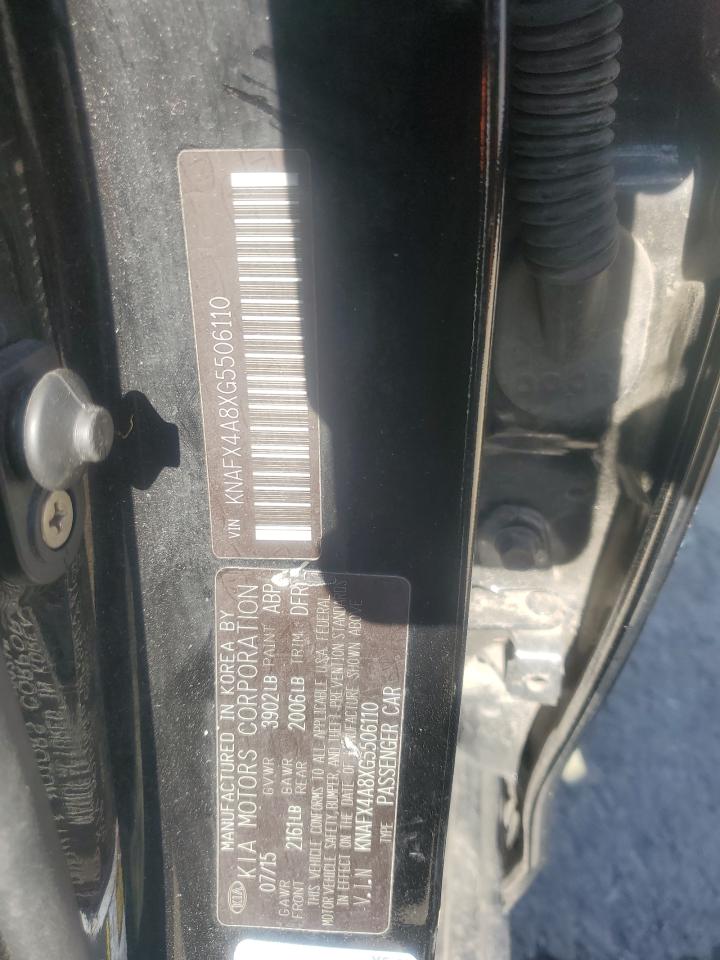 VIN KNAFX4A8XG5506110
KIA
MANUFACTURED IN KOREA BY
KIA MOTORS CORPORATION
07/15 GVWR 3902LB PAINT ABP
GAWR FRONT 2161LB GAWR REAR 2006LB TRIM
THIS VEHICLE CONFORMS TO ALL APPLICABLE U.S.A. FEDERAL
MOTOR VEHICLE SAFETY, BUMPER, AND THEFT PREVENTION STANDARDS
IN EFFECT ON THE DATE OF MANUFACTURE SHOWN ABOVE
V.I.N KNAFX4A8XG5506110
TYPE PASSENGER CAR